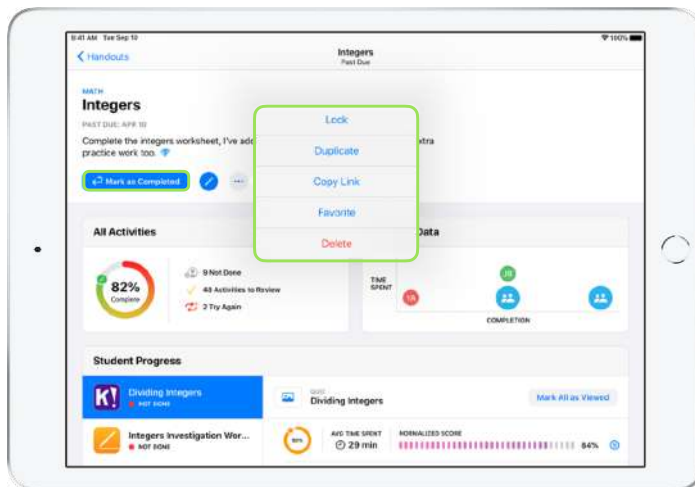 9:41 AM Tue Sep 10
100%
Handouts
Integers
Past Due
MATH
Integers
PAST DUE: APR 10
Complete the integers worksheet, I've add
xtra
practice work too.
Mark as Completed
Lock
Duplicate
Copy Link
Favorite
Delete
All Activities
Data
82%
Complete
9 Not Done
48 Activities to Review
2 Try Again
TIME
SPENT
YA
JS
COMPLETION
Student Progress
K!
Dividing Integers
NOT DONE
Integers Investigation Wor...
NOT DONE
QUIZ
Dividing Integers
Mark All as Viewed
AVG TIME SPENT
29 min
NORMALIZED SCORE
84%